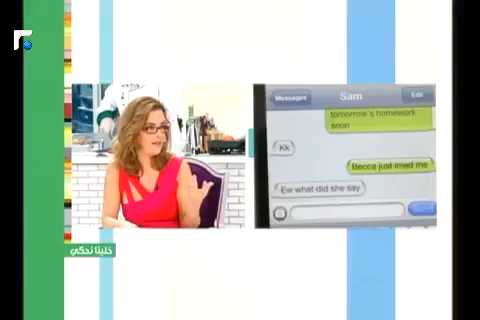 Messages
Sam
Edit
tomorrow's homework
soon
Kk
Becca just imed me
Ew what did she say
Send
خلينا نحكي